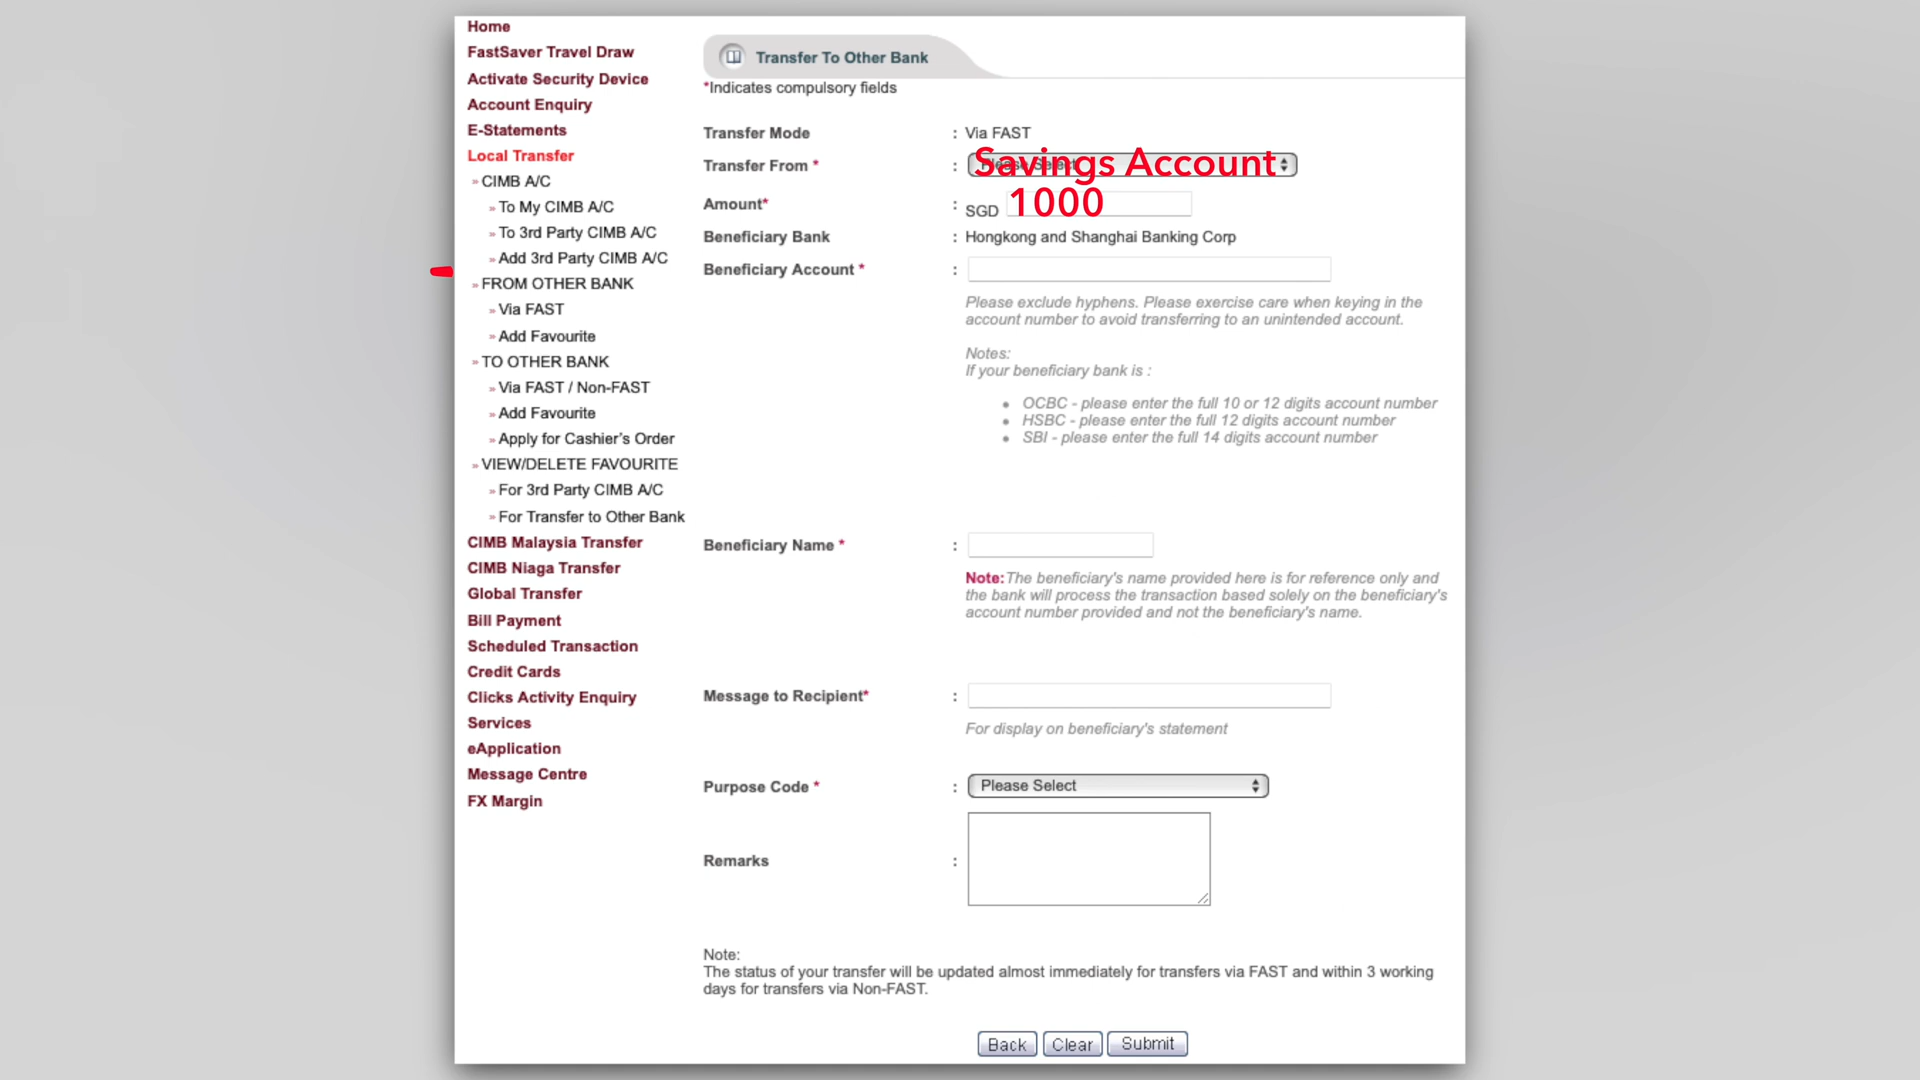 Home
FastSaver Travel Draw
Activate Security Device
Account Enquiry
E-Statements
Local Transfer
» CIMB A/C
» To My CIMB A/C
» To 3rd Party CIMB A/C
» Add 3rd Party CIMB A/C
» FROM OTHER BANK
» Via FAST
» Add Favourite
» TO OTHER BANK
» Via FAST / Non-FAST
» Add Favourite
» Apply for Cashier's Order
» VIEW/DELETE FAVOURITE
» For 3rd Party CIMB A/C
» For Transfer to Other Bank
CIMB Malaysia Transfer
CIMB Niaga Transfer
Global Transfer
Bill Payment
Scheduled Transaction
Credit Cards
Clicks Activity Enquiry
Services
eApplication
Message Centre
FX Margin
Transfer To Other Bank
*Indicates compulsory fields
Transfer Mode : Via FAST
Transfer From * : Please Select
Savings Account
Amount* : SGD 1000
Beneficiary Bank : Hongkong and Shanghai Banking Corp
Beneficiary Account * :
Please exclude hyphens. Please exercise care when keying in the
account number to avoid transferring to an unintended account.
Notes:
If your beneficiary bank is :
• OCBC - please enter the full 10 or 12 digits account number
• HSBC - please enter the full 12 digits account number
• SBI - please enter the full 14 digits account number
Beneficiary Name * :
Note: The beneficiary's name provided here is for reference only and
the bank will process the transaction based solely on the beneficiary's
account number provided and not the beneficiary's name.
Message to Recipient* :
For display on beneficiary's statement
Purpose Code * : Please Select
Remarks :
Note:
The status of your transfer will be updated almost immediately for transfers via FAST and within 3 working
days for transfers via Non-FAST.
Back Clear Submit